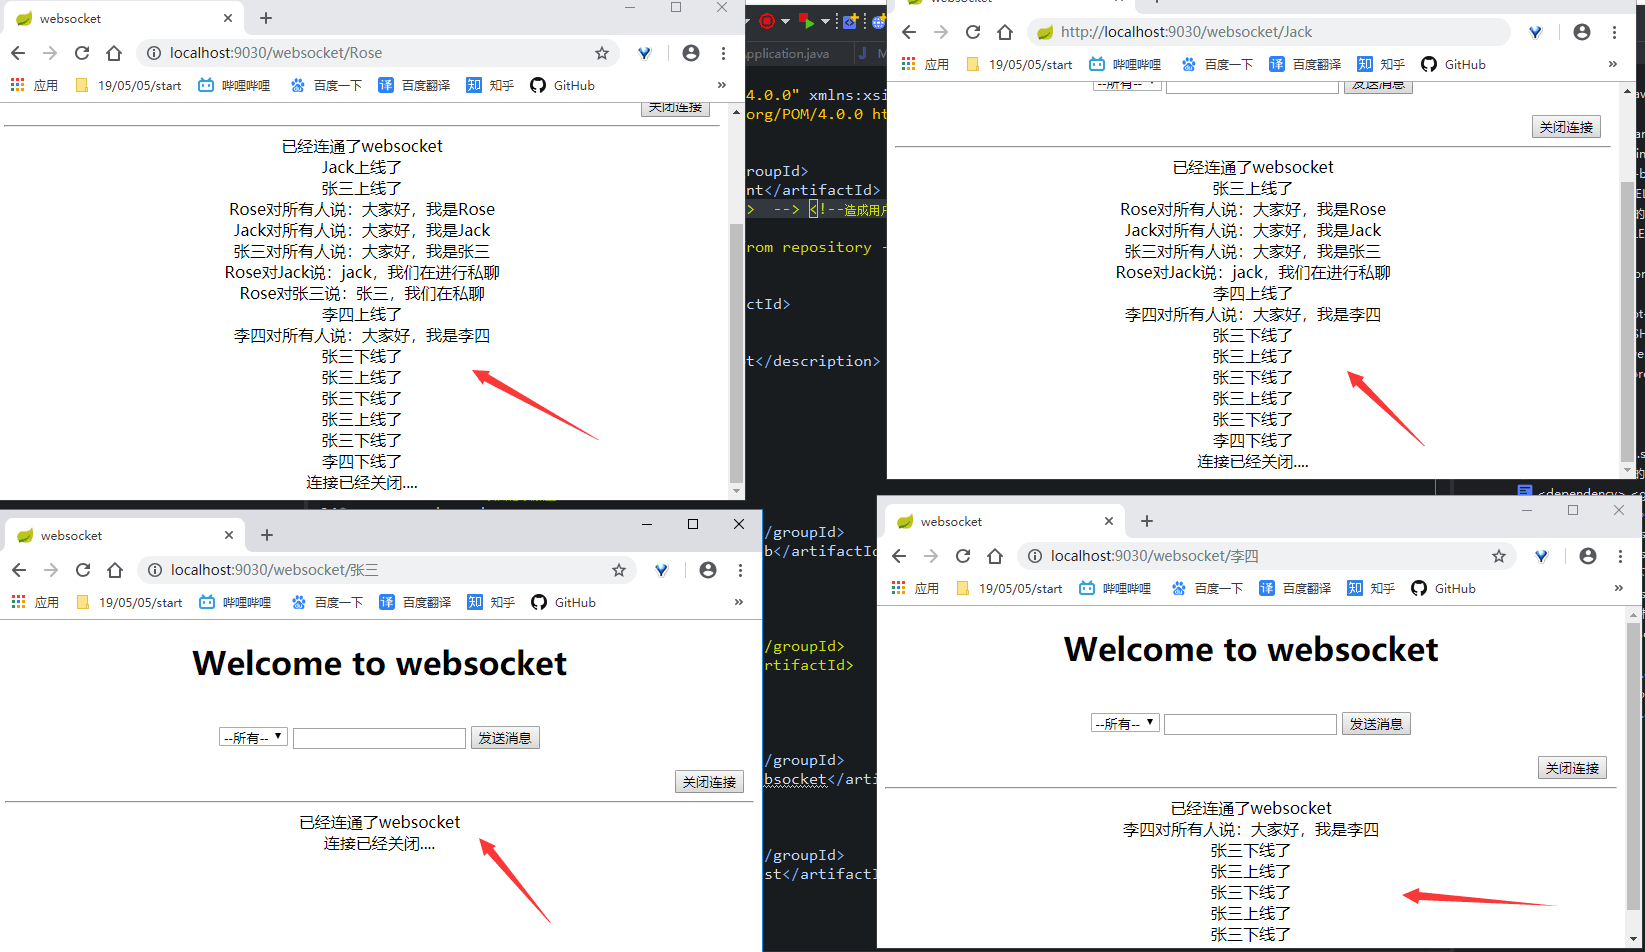 websocket
localhost:9030/websocket/Rose
应用 19/05/05/start 哔哩哔哩 百度一下 译 百度翻译 知 知乎 GitHub »
关闭连接
已经连通了websocket
Jack上线了
张三上线了
Rose对所有人说：大家好，我是Rose
Jack对所有人说：大家好，我是Jack
张三对所有人说：大家好，我是张三
Rose对Jack说：jack，我们在进行私聊
Rose对张三说：张三，我们在私聊
李四上线了
李四对所有人说：大家好，我是李四
张三下线了
张三上线了
张三下线了
张三上线了
张三下线了
李四下线了
连接已经关闭....
pplication.java
4.0.0" xmlns:xsi
org/POM/4.0.0 ht
roupId>
nt</artifactId>
> --> <!--造成用户
rom repository -
ctId>
t</description>
websocket
http://localhost:9030/websocket/Jack
应用 19/05/05/start 哔哩哔哩 百度一下 译 百度翻译 知 知乎 GitHub »
--所有-- 发送消息
关闭连接
已经连通了websocket
张三上线了
Rose对所有人说：大家好，我是Rose
Jack对所有人说：大家好，我是Jack
张三对所有人说：大家好，我是张三
Rose对Jack说：jack，我们在进行私聊
李四上线了
李四对所有人说：大家好，我是李四
张三下线了
张三上线了
张三下线了
张三上线了
张三下线了
李四下线了
连接已经关闭....
<dependency>
websocket
localhost:9030/websocket/张三
应用 19/05/05/start 哔哩哔哩 百度一下 译 百度翻译 知 知乎 GitHub »
Welcome to websocket
--所有-- 发送消息
关闭连接
已经连通了websocket
连接已经关闭....
/groupId>
b</artifactId
/groupId>
rtifactId>
/groupId>
bsocket</arti
/groupId>
st</artifactI
websocket
localhost:9030/websocket/李四
应用 19/05/05/start 哔哩哔哩 百度一下 译 百度翻译 知 知乎 GitHub »
Welcome to websocket
--所有-- 发送消息
关闭连接
已经连通了websocket
李四对所有人说：大家好，我是李四
张三下线了
张三上线了
张三下线了
张三上线了
张三下线了